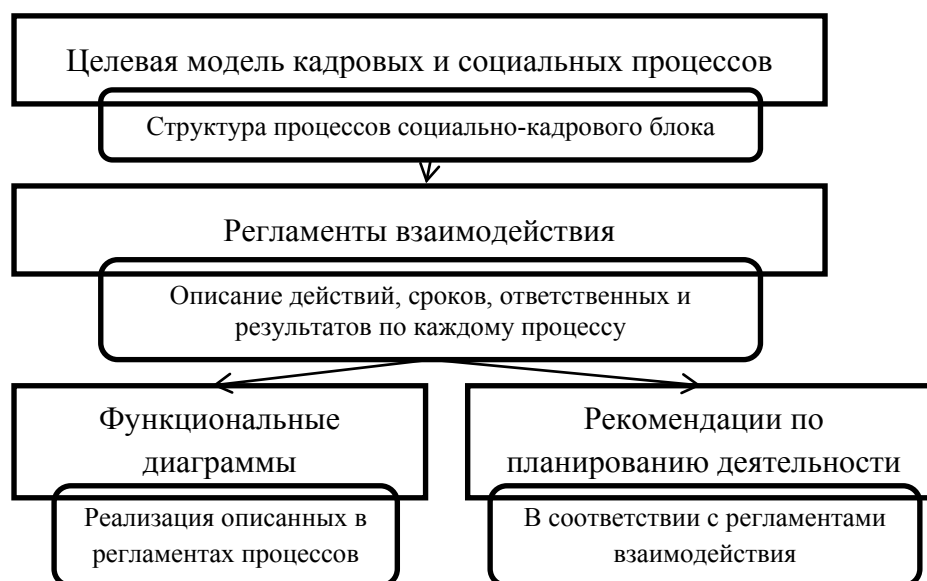 Целевая модель кадровых и социальных процессов
Структура процессов социально-кадрового блока
Регламенты взаимодействия
Описание действий, сроков, ответственных и
результатов по каждому процессу
Функциональные
диаграммы
Реализация описанных в
регламентах процессов
Рекомендации по
планированию деятельности
В соответствии с регламентами
взаимодействия